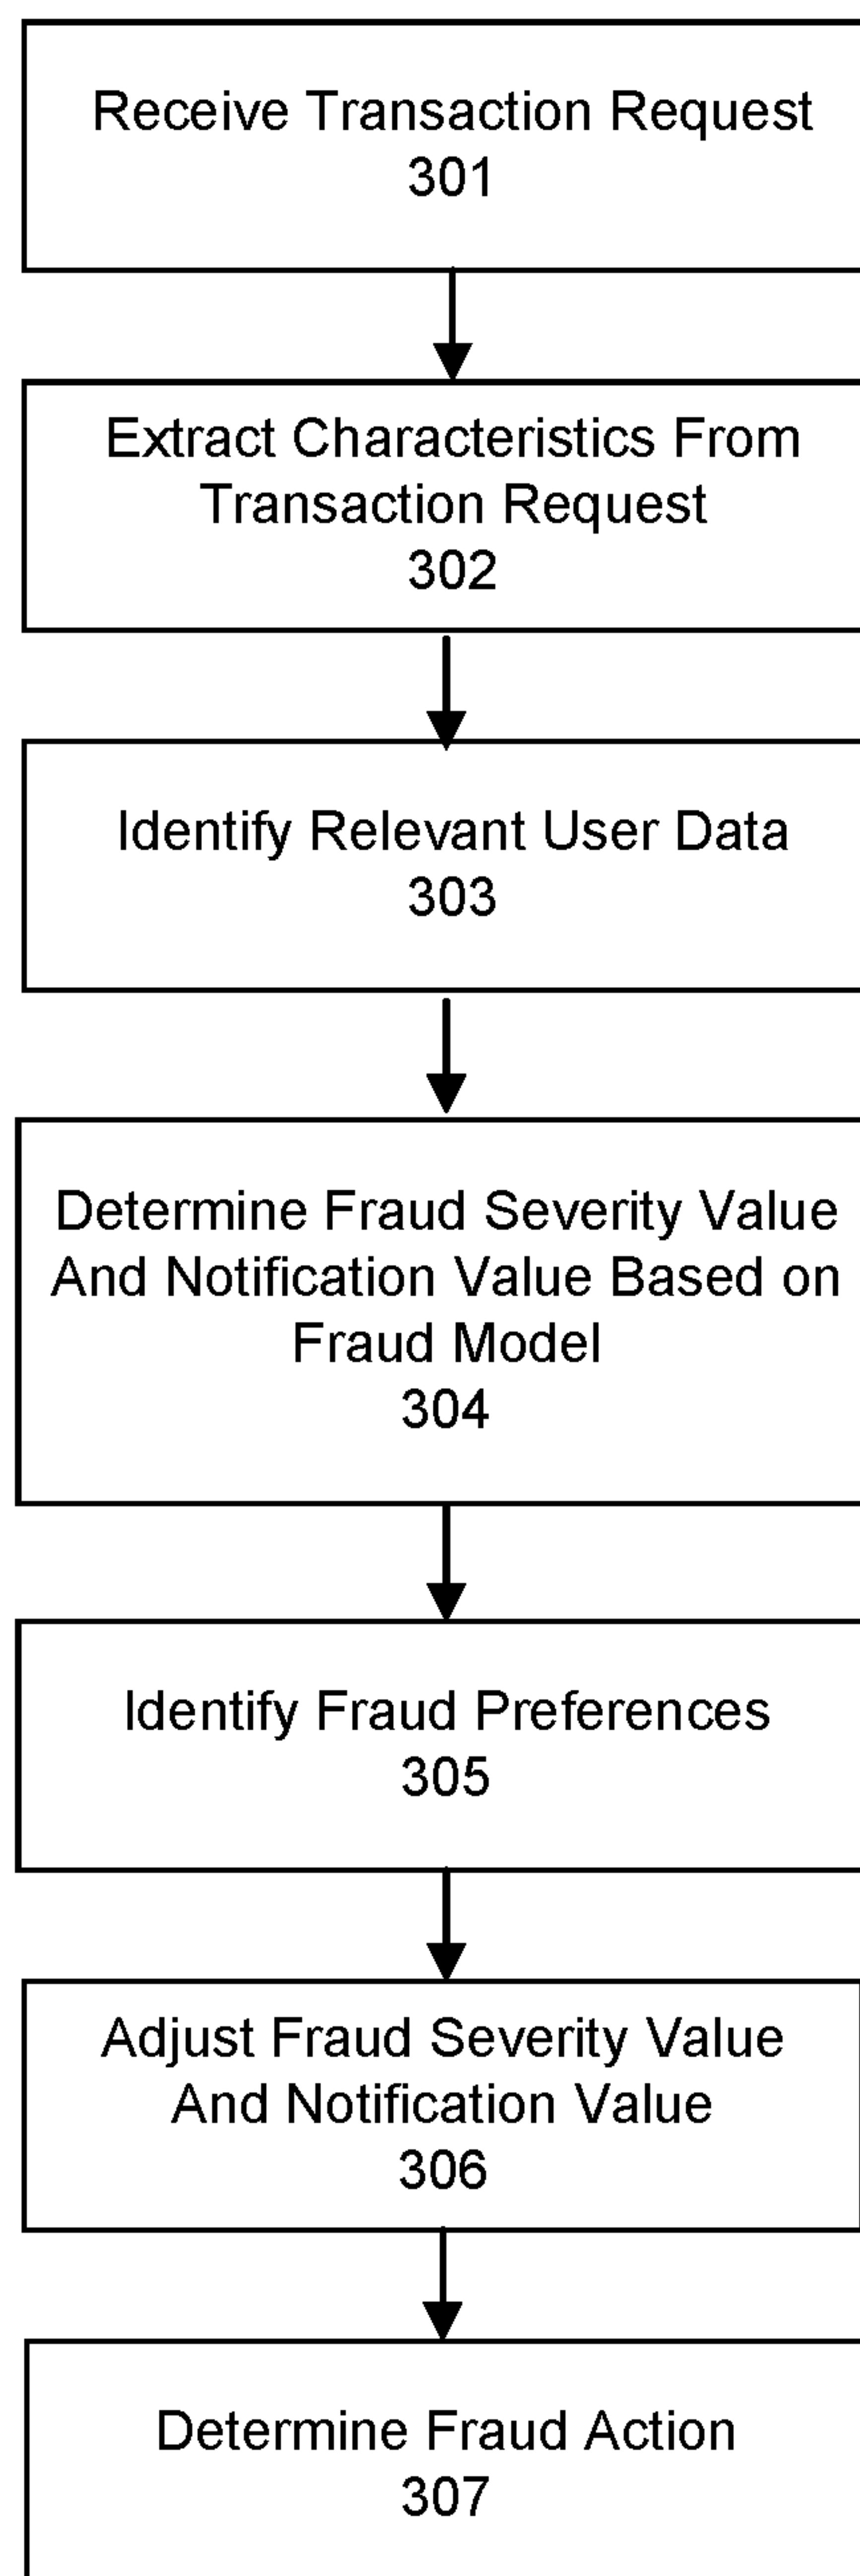 Receive Transaction Request
301
Extract Characteristics From
Transaction Request
302
Identify Relevant User Data
303
Determine Fraud Severity Value
And Notification Value Based on
Fraud Model
304
Identify Fraud Preferences
305
Adjust Fraud Severity Value
And Notification Value
306
Determine Fraud Action
307